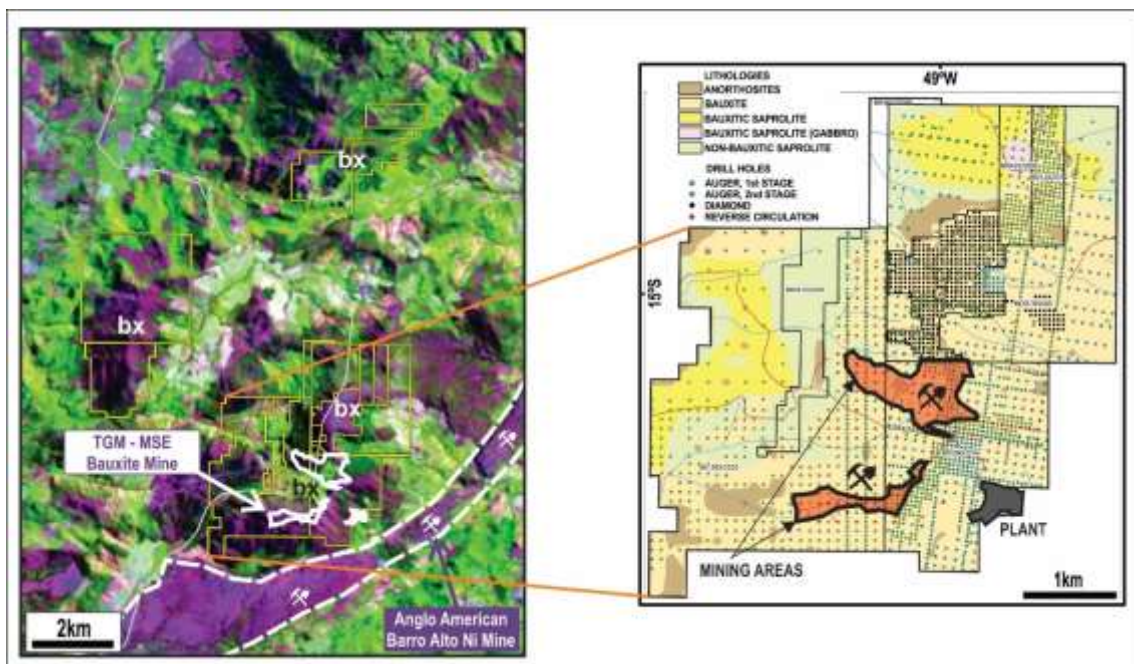 bx
bx
bx
TGM - MSE
Bauxite Mine
bx
2km
Anglo American
Barro Alto Ni Mine
49°W
15°S
LITHOLOGIES
ANORTHOSITES
BAUXITE
BAUXITIC SAPROLITE
BAUXITIC SAPROLITE (GABBRO)
NON-BAUXITIC SAPROLITE
DRILL HOLES
AUGER, 1st STAGE
AUGER, 2nd STAGE
DIAMOND
REVERSE CIRCULATION
PLANT
MINING AREAS
1km